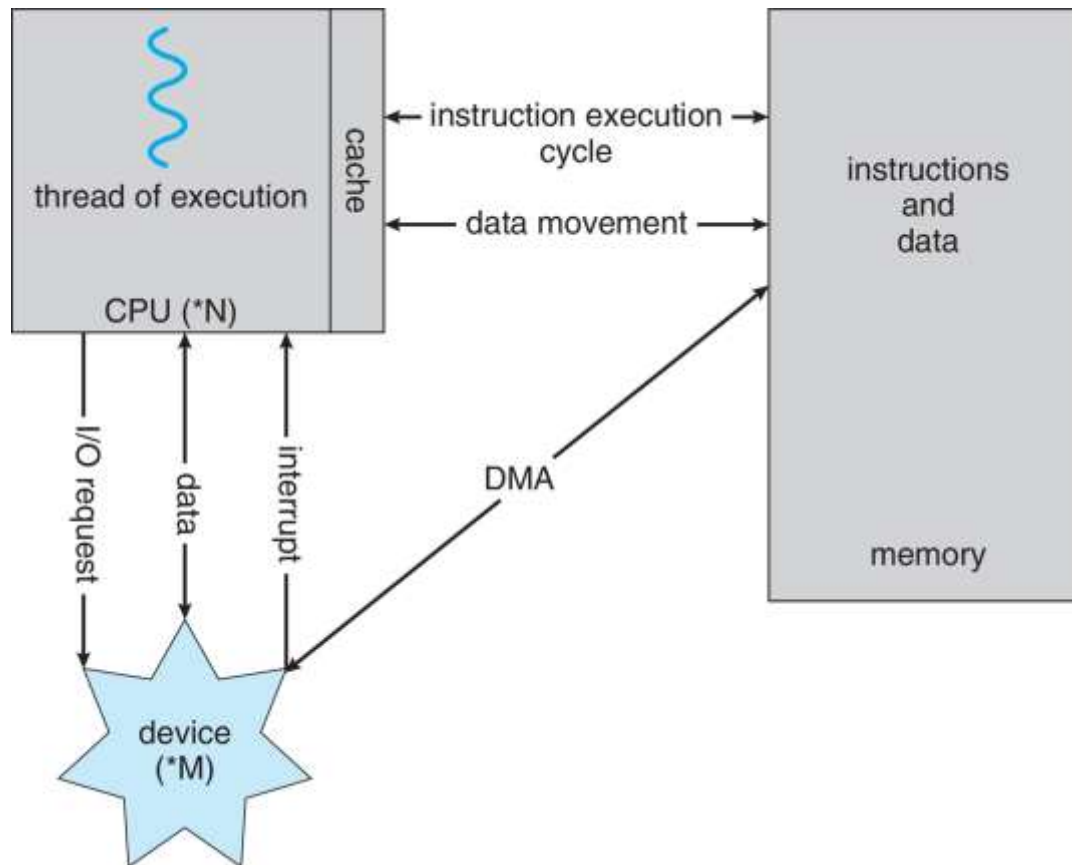 thread of execution
cache
CPU (*N)
instruction execution
cycle
data movement
instructions
and
data
memory
I/O request
data
interrupt
DMA
device
(*M)